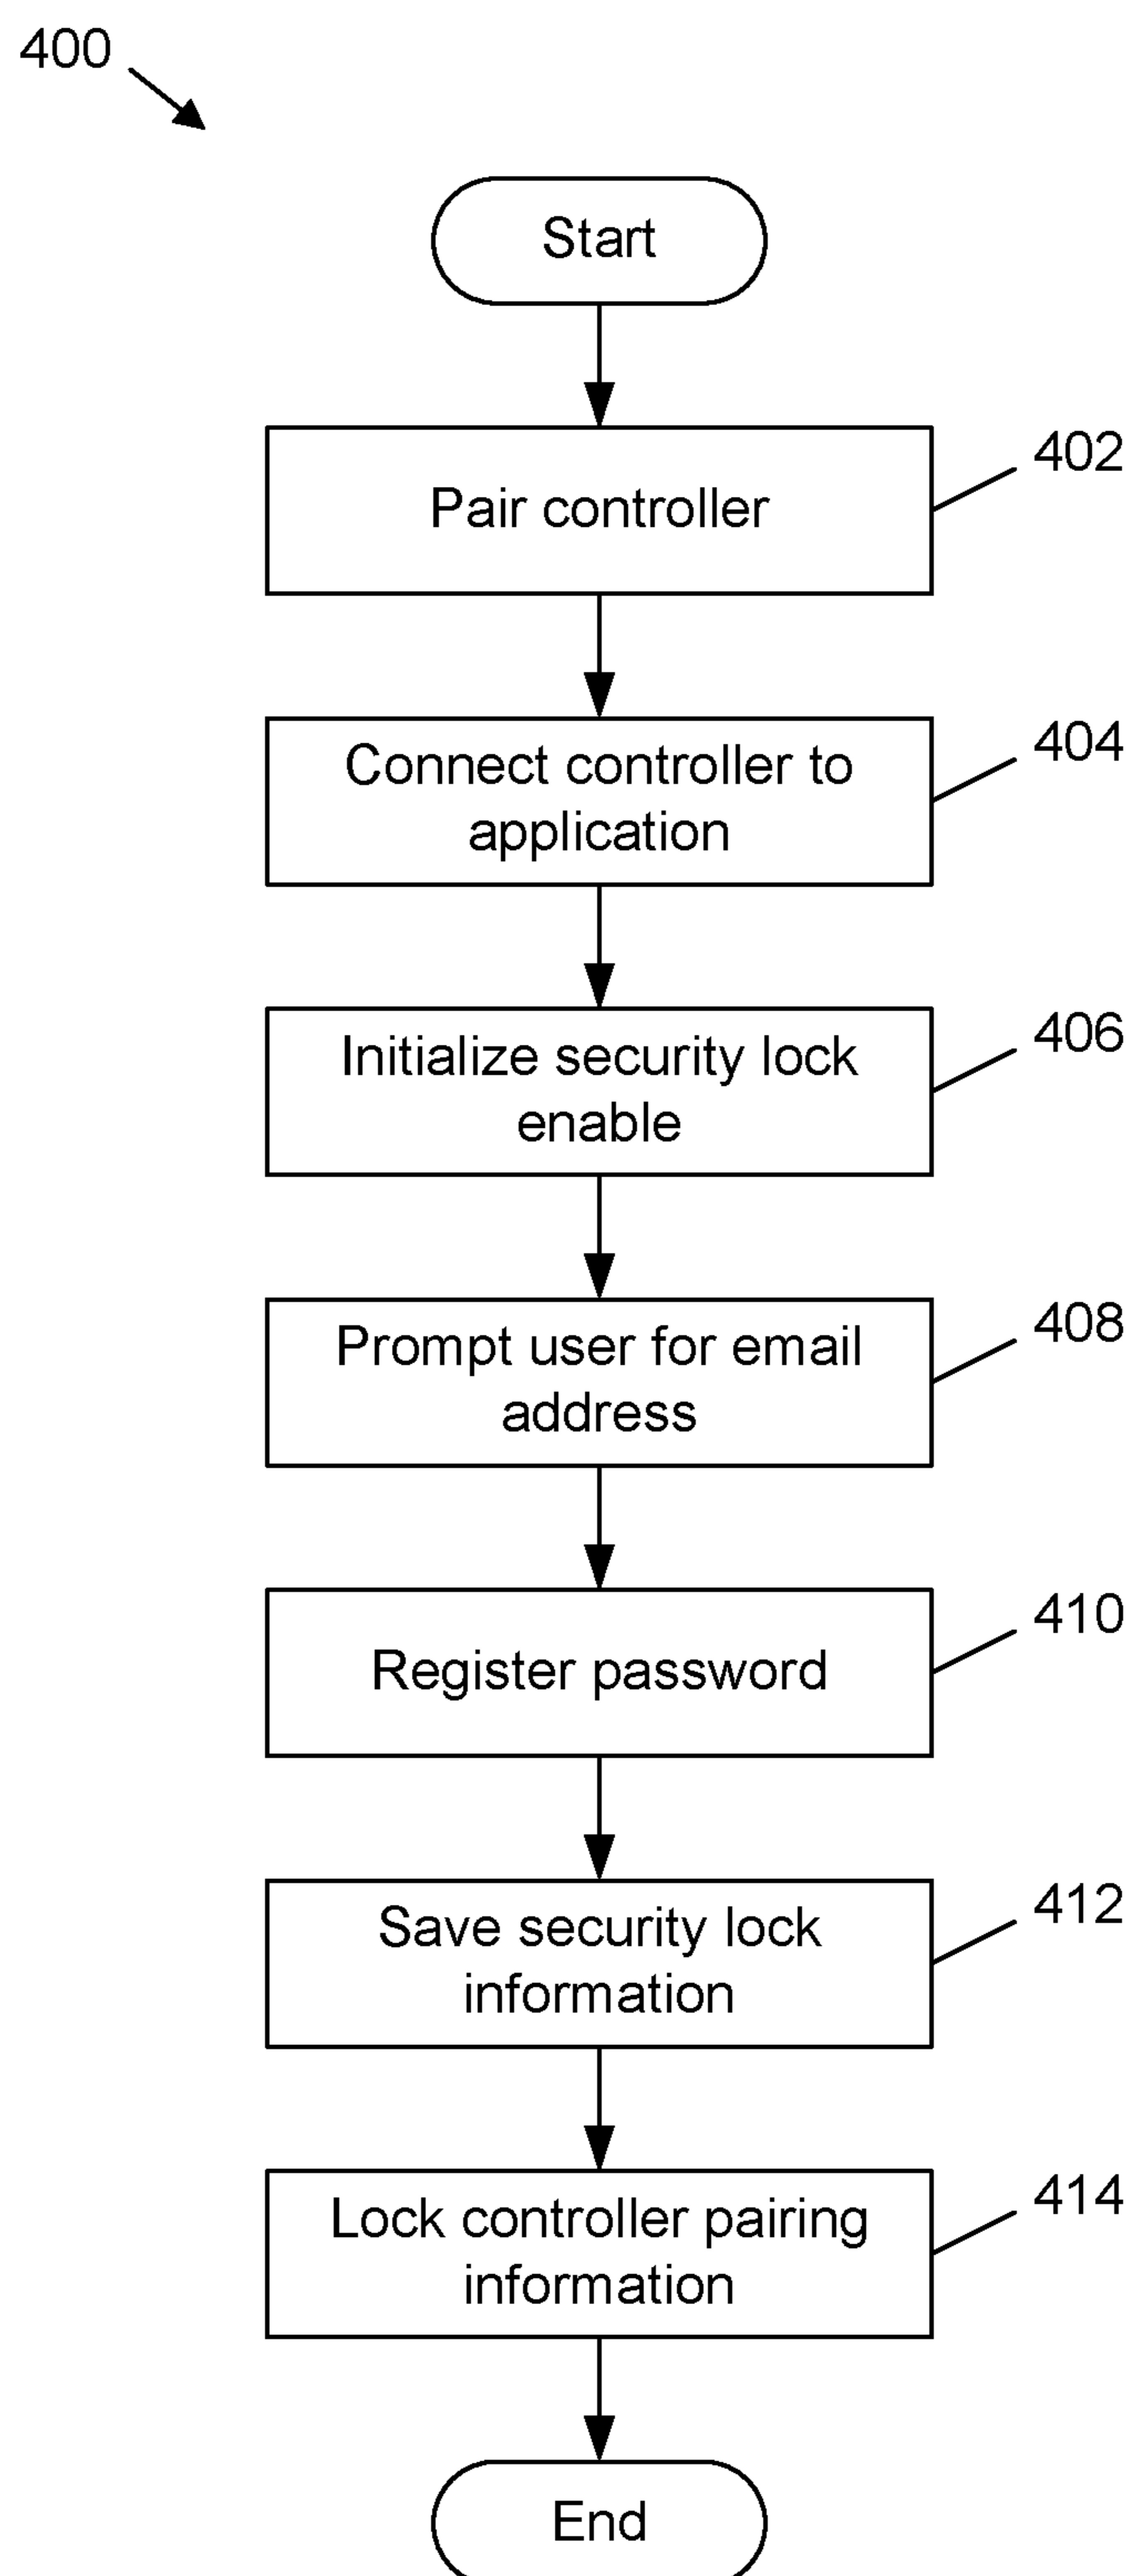 400
Start
Pair controller
402
Connect controller to
application
404
Initialize security lock
enable
406
Prompt user for email
address
408
Register password
410
Save security lock
information
412
Lock controller pairing
information
414
End